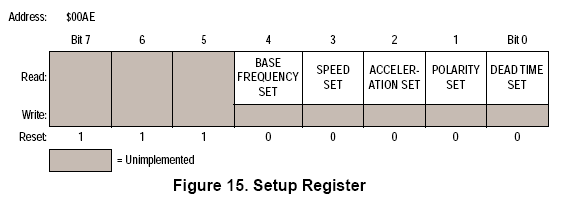 Address: $00AE
Bit 7 6 5 4 3 2 1 Bit 0
Read: BASE FREQUENCY SET SPEED SET ACCELER- ATION SET POLARITY SET DEAD TIME SET
Write:
Reset: 1 1 1 0 0 0 0 0
= Unimplemented
Figure 15. Setup Register